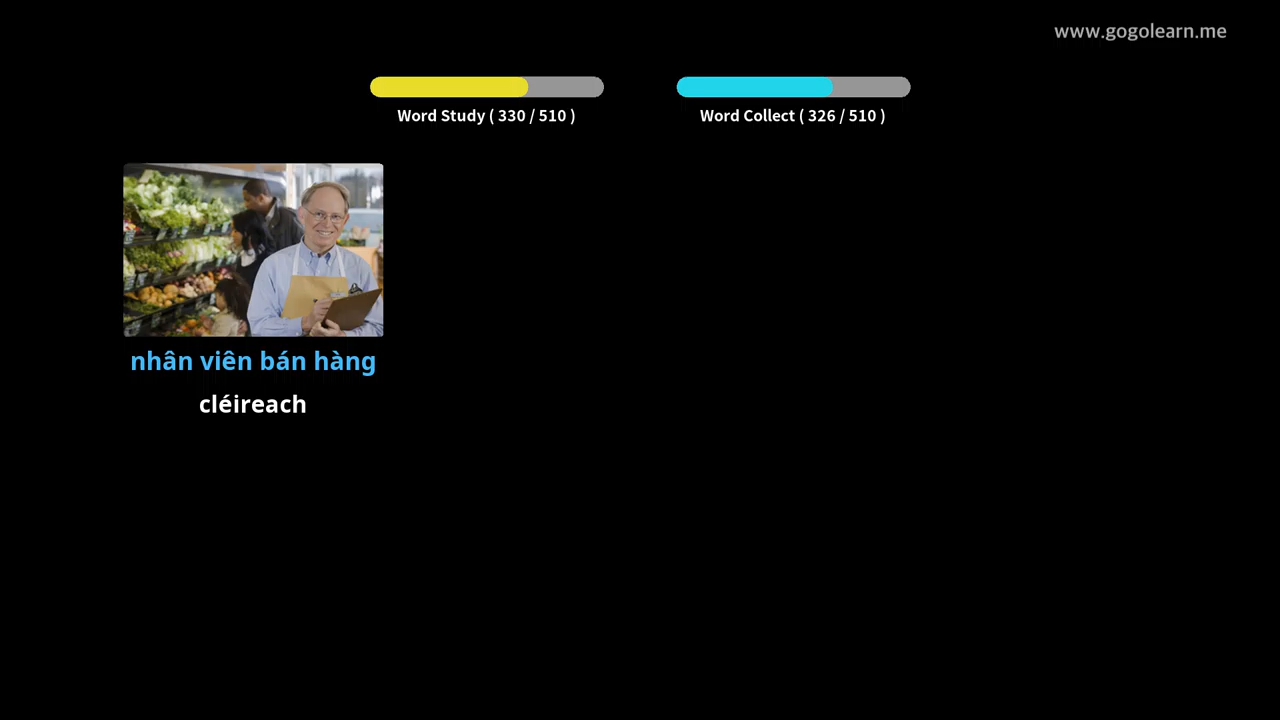 www.gogolearn.me
Word Study ( 330 / 510 )
Word Collect ( 326 / 510 )
nhân viên bán hàng
cléireach